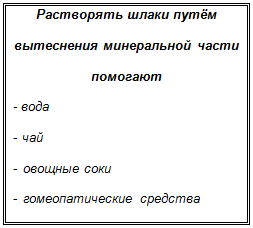 Растворять шлаки путём
вытеснения минеральной части
помогают
- вода
- чай
- овощные соки
- гомеопатические средства